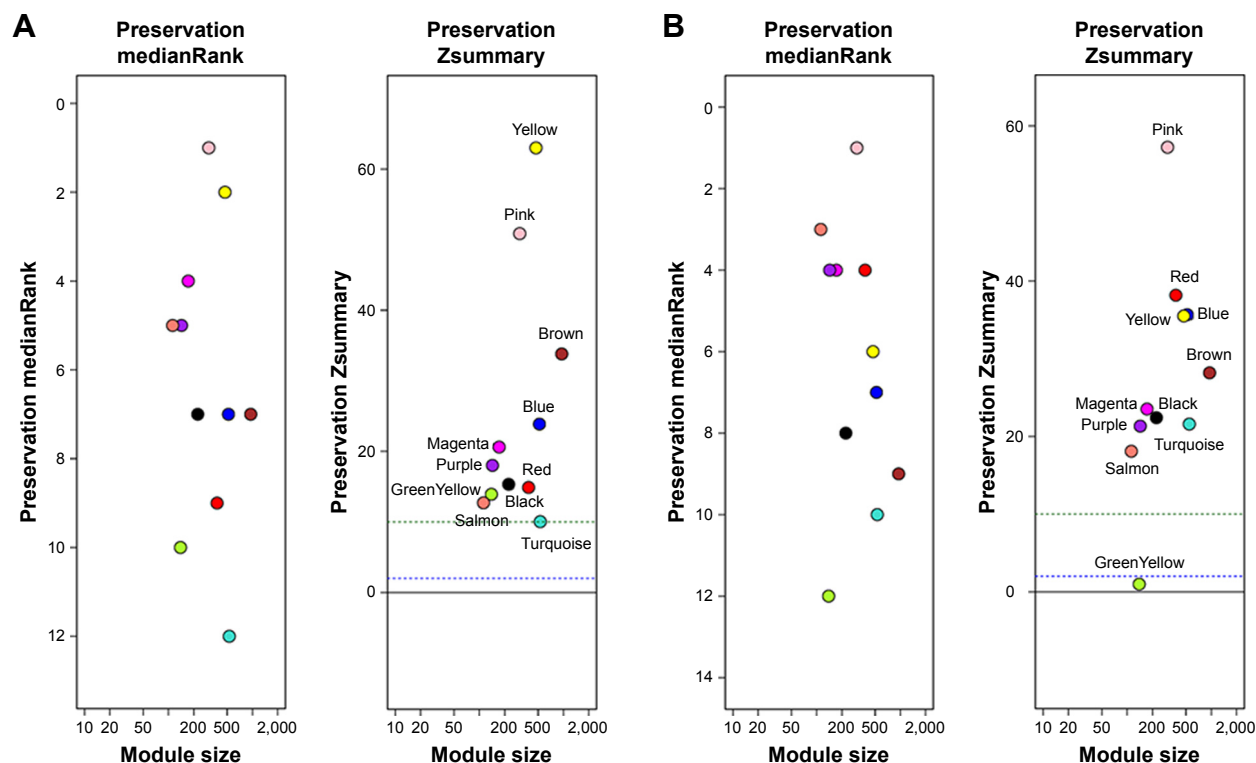 A
Preservation
medianRank
Preservation medianRank
0
2
4
6
8
10
12
10 20 50 200 500 2,000
Module size
Preservation
Zsummary
Preservation Zsummary
60
40
20
0
Yellow
Pink
Brown
Blue
Magenta
Purple
Red
GreenYellow
Black
Salmon
Turquoise
10 20 50 200 500 2,000
Module size
B
Preservation
medianRank
Preservation medianRank
0
2
4
6
8
10
12
14
10 20 50 200 500 2,000
Module size
Preservation
Zsummary
Preservation Zsummary
60
40
20
0
Pink
Red
Yellow
Blue
Brown
Magenta
Black
Purple
Turquoise
Salmon
GreenYellow
10 20 50 200 500 2,000
Module size